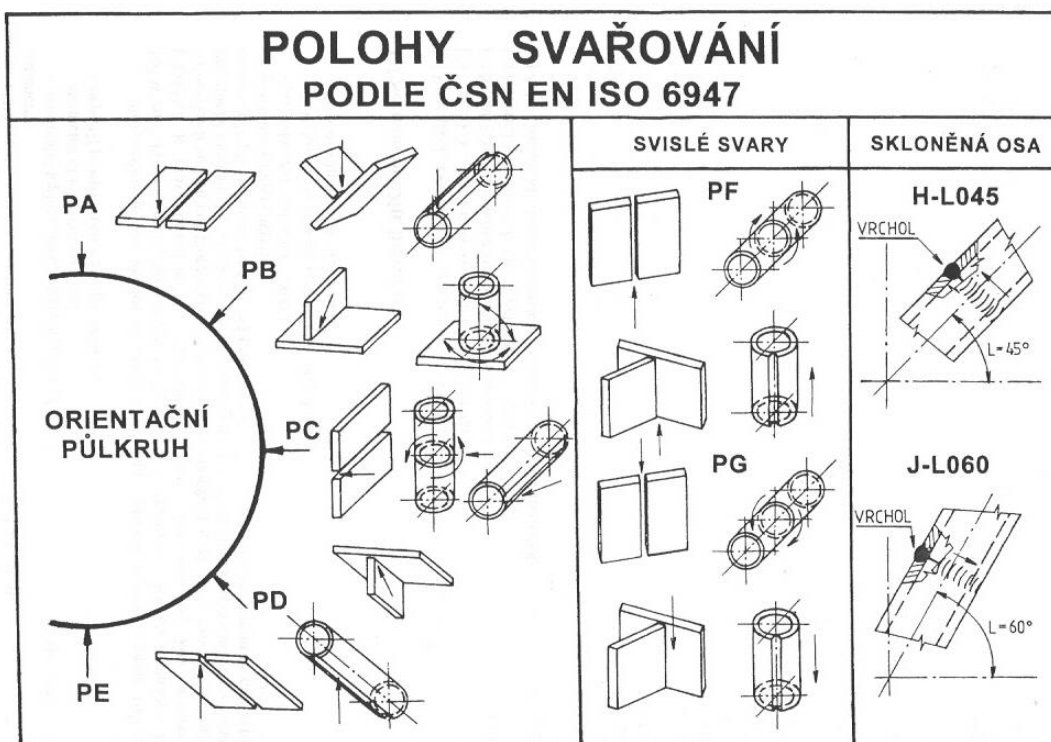 POLOHY SVAŘOVÁNÍ
PODLE ČSN EN ISO 6947
PA
PB
PC
PD
PE
ORIENTAČNÍ
PŮLKRUH
SVISLÉ SVARY
PF
PG
SKLONĚNÁ OSA
H-L045
VRCHOL
L=45°
J-L060
VRCHOL
L=60°